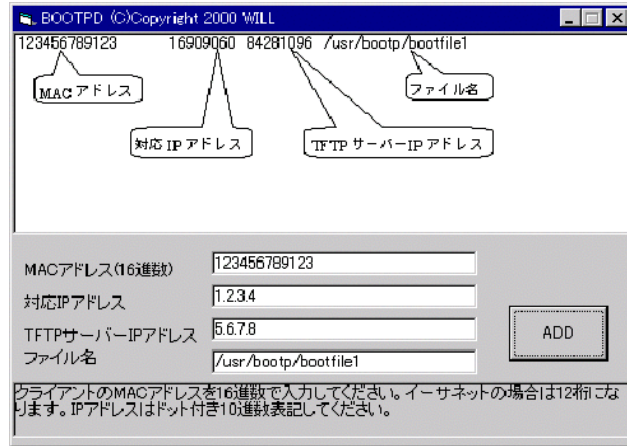 BOOTPD (C)Copyright 2000 WILL
123456789123 16909060 84281096 /usr/bootp/bootfile1
MACアドレス
ファイル名
対応IPアドレス
TFTPサーバーIPアドレス
MACアドレス(16進数) 123456789123
対応IPアドレス 1.2.3.4
TFTPサーバーIPアドレス 5.6.7.8
ファイル名 /usr/bootp/bootfile1
ADD
クライアントのMACアドレスを16進数で入力してください。イーサネットの場合は12桁にな
ります。IPアドレスはドット付き10進数表記してください。